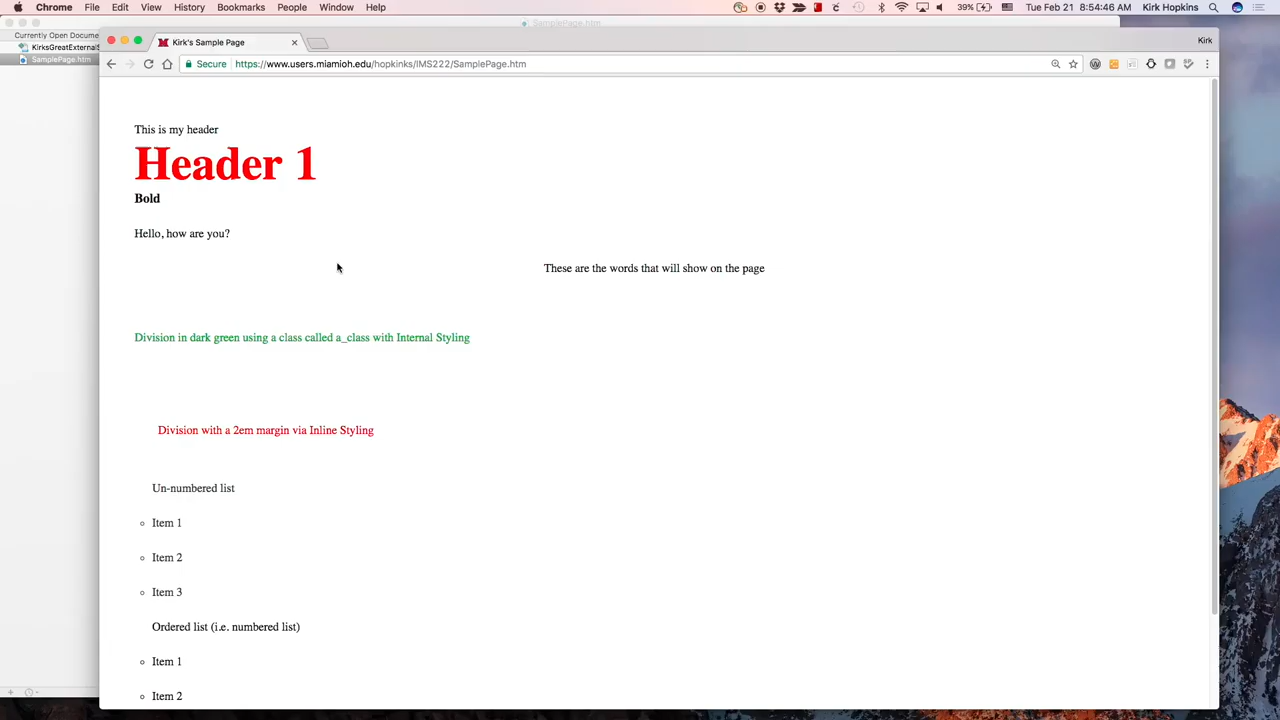 Chrome File Edit View History Bookmarks People Window Help 39% Tue Feb 21 8:54:46 AM Kirk Hopkins
SamplePage.htm
Currently Open Docume
KirksGreatExternalS
SamplePage.htm
Kirk's Sample Page
Kirk
Secure https://www.users.miamioh.edu/hopkinks/IMS222/SamplePage.htm
This is my header
Header 1
Bold
Hello, how are you?
These are the words that will show on the page
Division in dark green using a class called a_class with Internal Styling
Division with a 2em margin via Inline Styling
Un-numbered list
Item 1
Item 2
Item 3
Ordered list (i.e. numbered list)
Item 1
Item 2